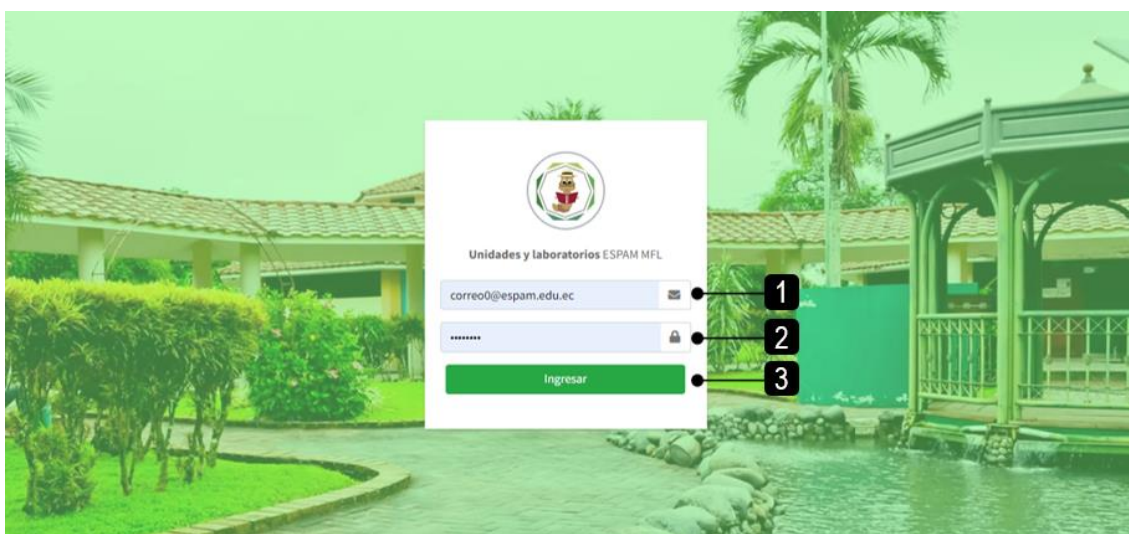 Unidades y laboratorios ESPAM MFL
correo0@espam.edu.ec
1
••••••••
2
Ingresar
3